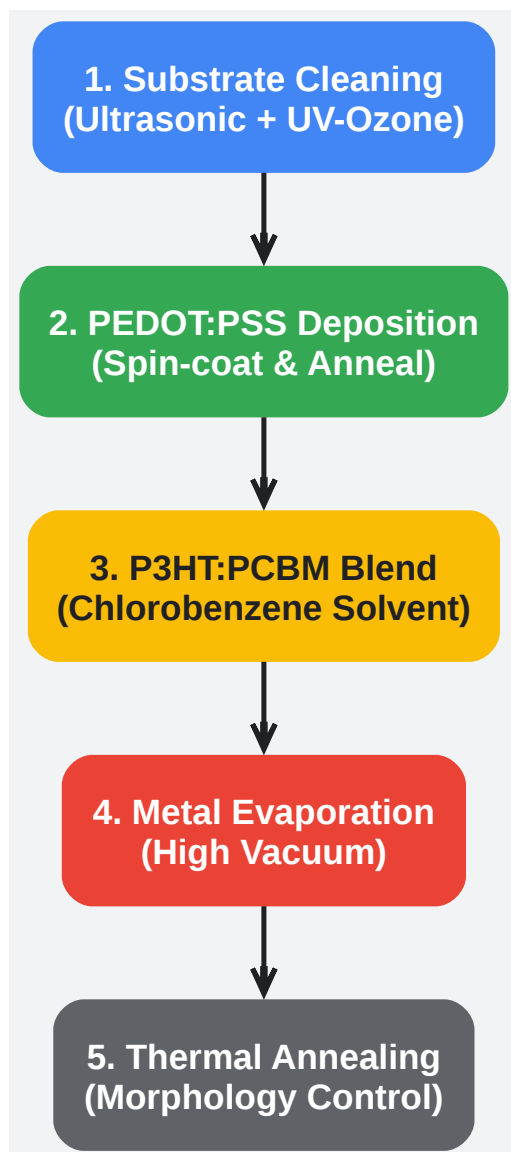 1. Substrate Cleaning
(Ultrasonic + UV-Ozone)
2. PEDOT:PSS Deposition
(Spin-coat & Anneal)
3. P3HT:PCBM Blend
(Chlorobenzene Solvent)
4. Metal Evaporation
(High Vacuum)
5. Thermal Annealing
(Morphology Control)